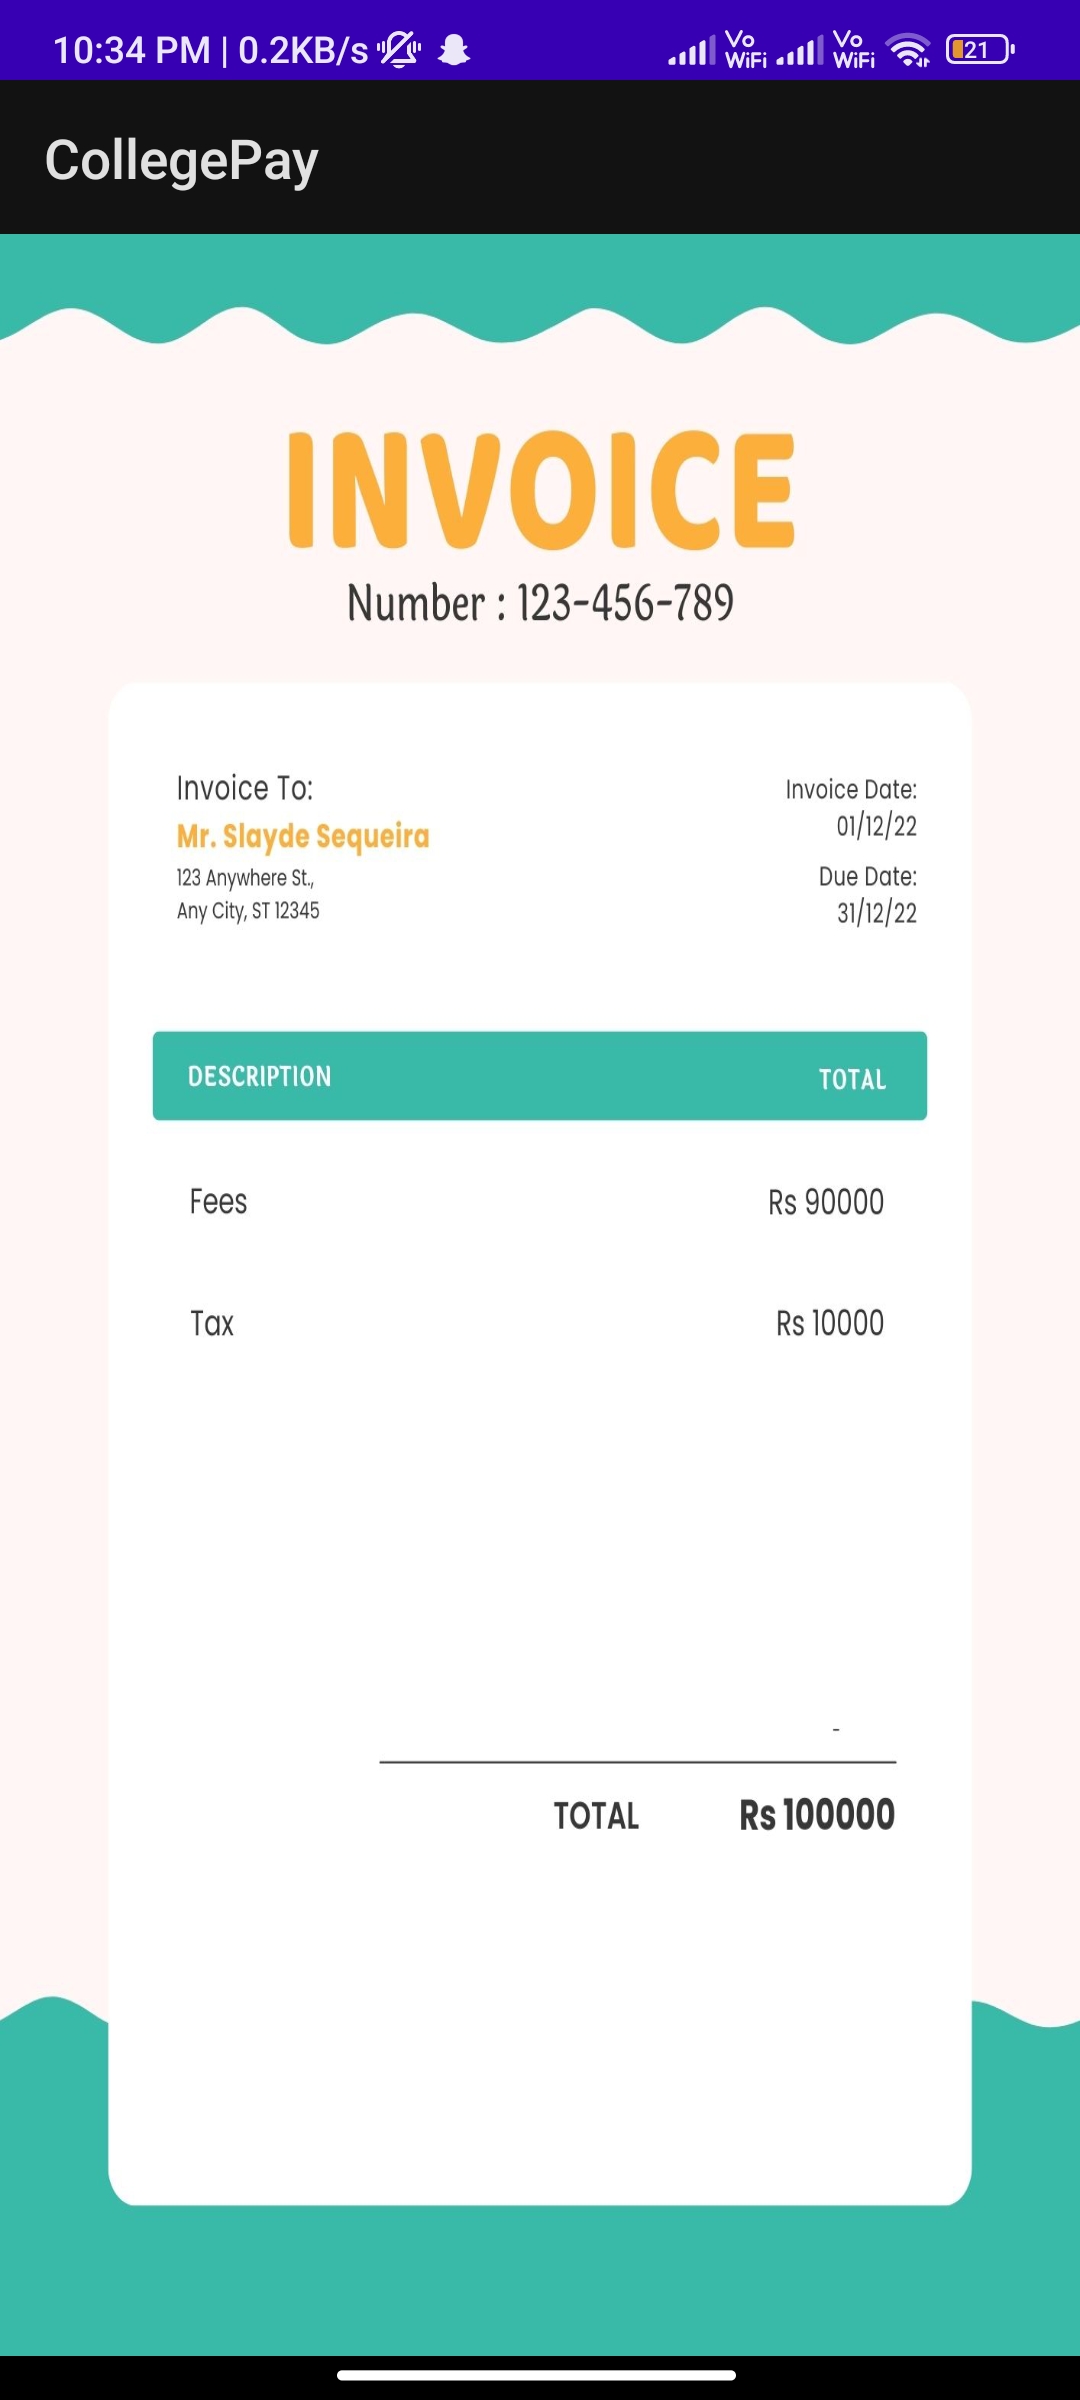 10:34 PM | 0.2KB/s Vo WiFi Vo WiFi 21
CollegePay
INVOICE
Number : 123-456-789
Invoice To:
Mr. Slayde Sequeira
123 Anywhere St.,
Any City, ST 12345
Invoice Date:
01/12/22
Due Date:
31/12/22
DESCRIPTION TOTAL
Fees Rs 90000
Tax Rs 10000
-
TOTAL Rs 100000